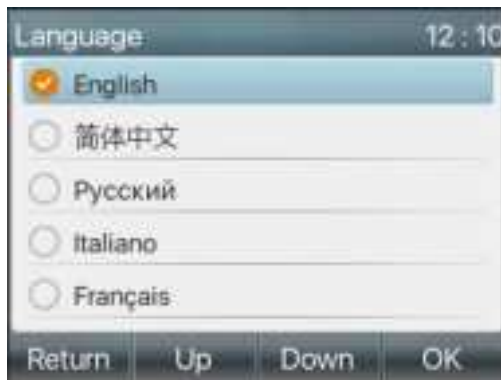 Language 12 : 10
English
简体中文
Русский
Italiano
Français
Return Up Down OK